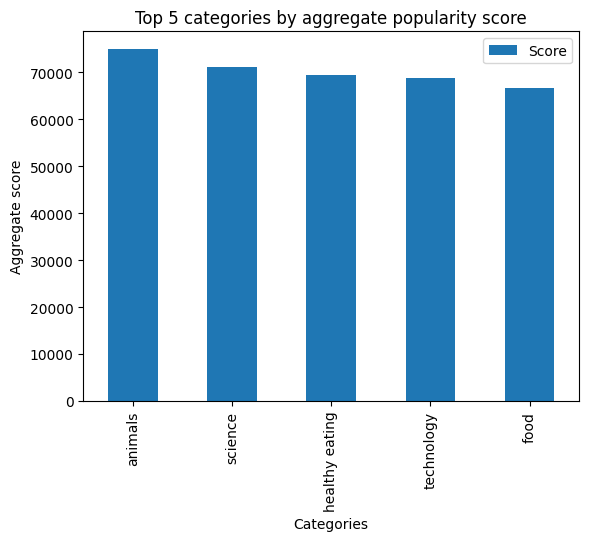 Top 5 categories by aggregate popularity score
Score
Aggregate score
70000
60000
50000
40000
30000
20000
10000
0
animals
science
healthy eating
technology
food
Categories